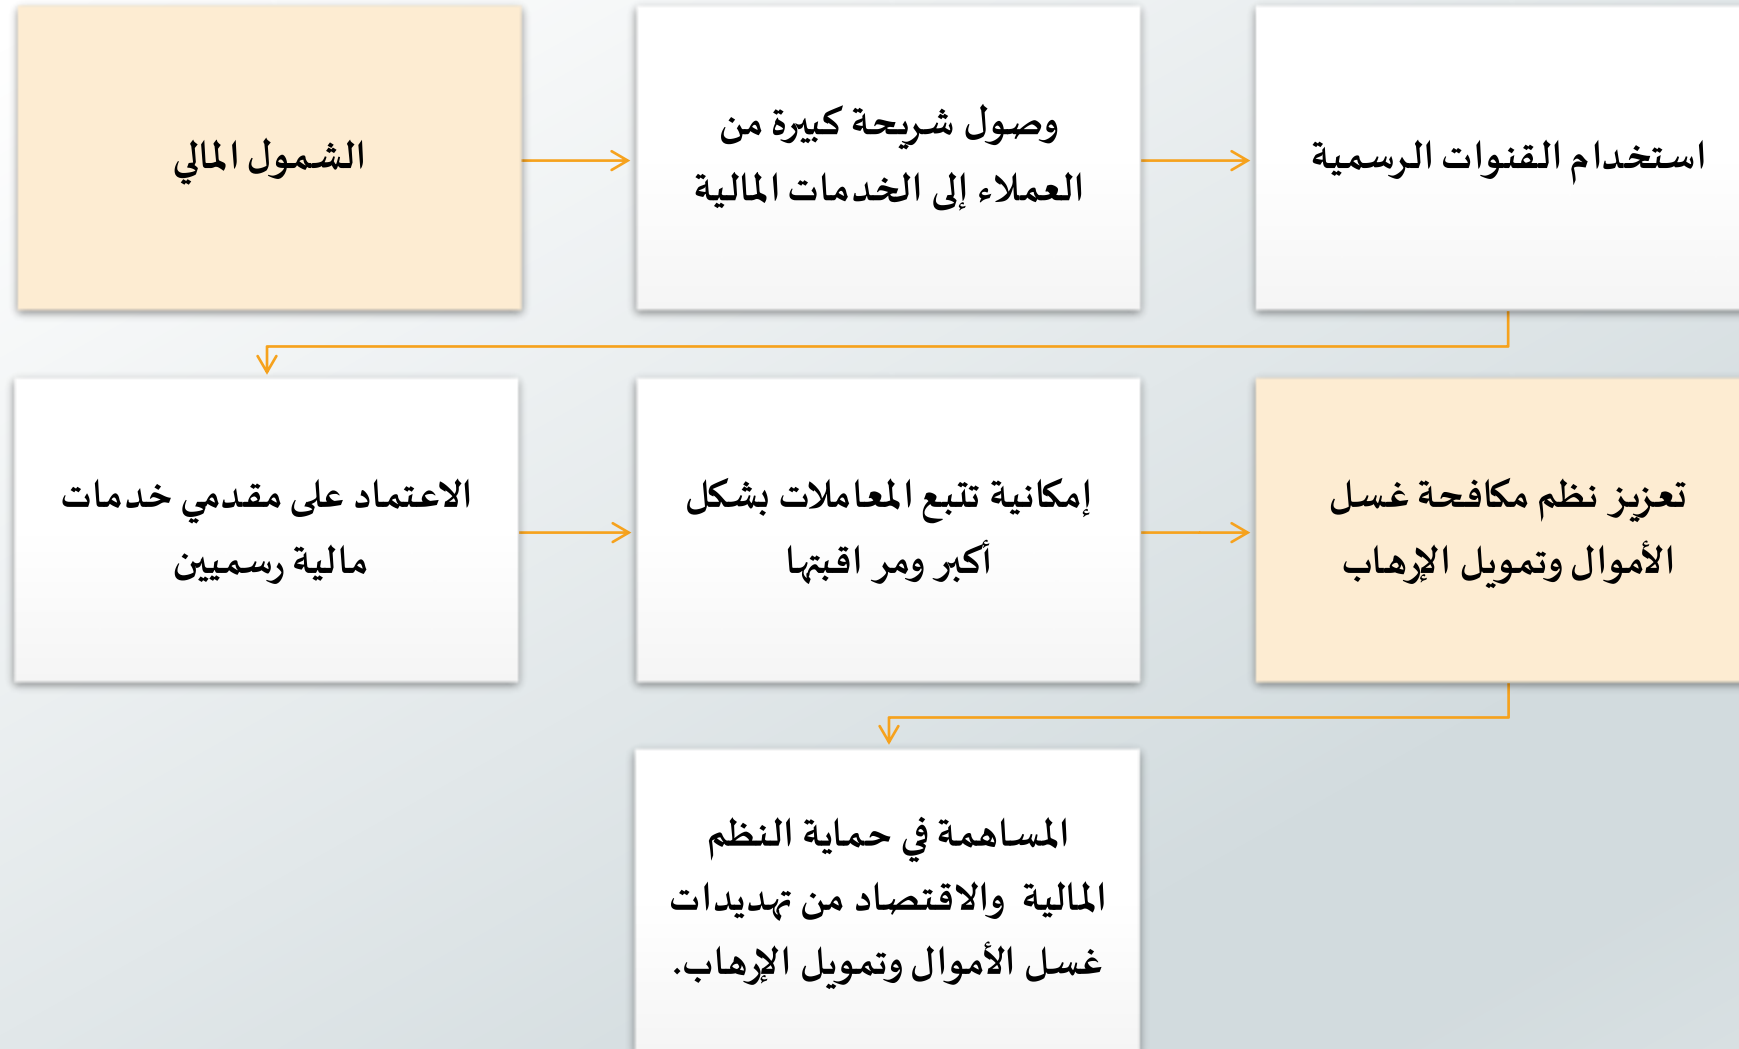 الشمول المالي
وصول شريحة كبيرة من
العملاء إلى الخدمات المالية
استخدام القنوات الرسمية
الاعتماد على مقدمي خدمات
مالية رسميين
إمكانية تتبع المعاملات بشكل
أكبر ومر اقبتها
تعزيز نظم مكافحة غسل
الأموال وتمويل الإرهاب
المساهمة في حماية النظم
المالية والاقتصاد من تهديدات
غسل الأموال وتمويل الإرهاب.